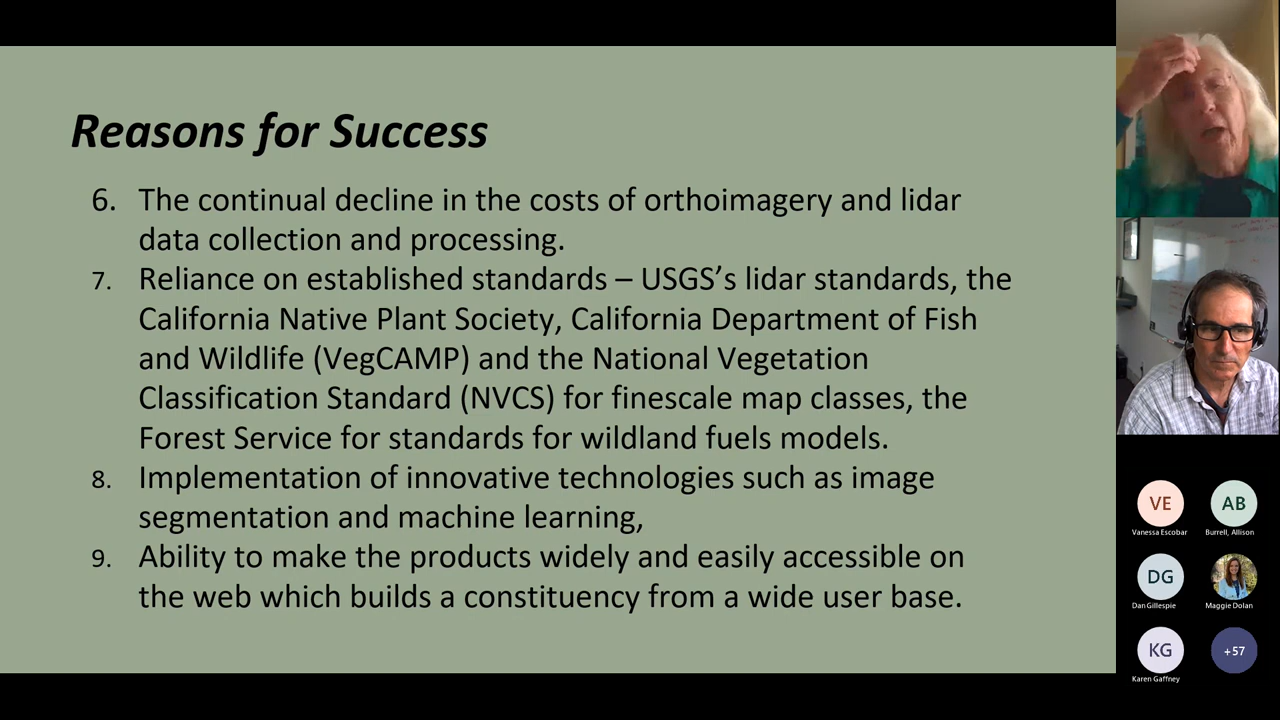 Reasons for Success
6. The continual decline in the costs of orthoimagery and lidar
data collection and processing.
7. Reliance on established standards – USGS’s lidar standards, the
California Native Plant Society, California Department of Fish
and Wildlife (VegCAMP) and the National Vegetation
Classification Standard (NVCS) for finescale map classes, the
Forest Service for standards for wildland fuels models.
8. Implementation of innovative technologies such as image
segmentation and machine learning,
9. Ability to make the products widely and easily accessible on
the web which builds a constituency from a wide user base.
VE
Vanessa Escobar
AB
Burrell, Allison
DG
Dan Gillespie
Maggie Dolan
KG
Karen Gaffney
+57